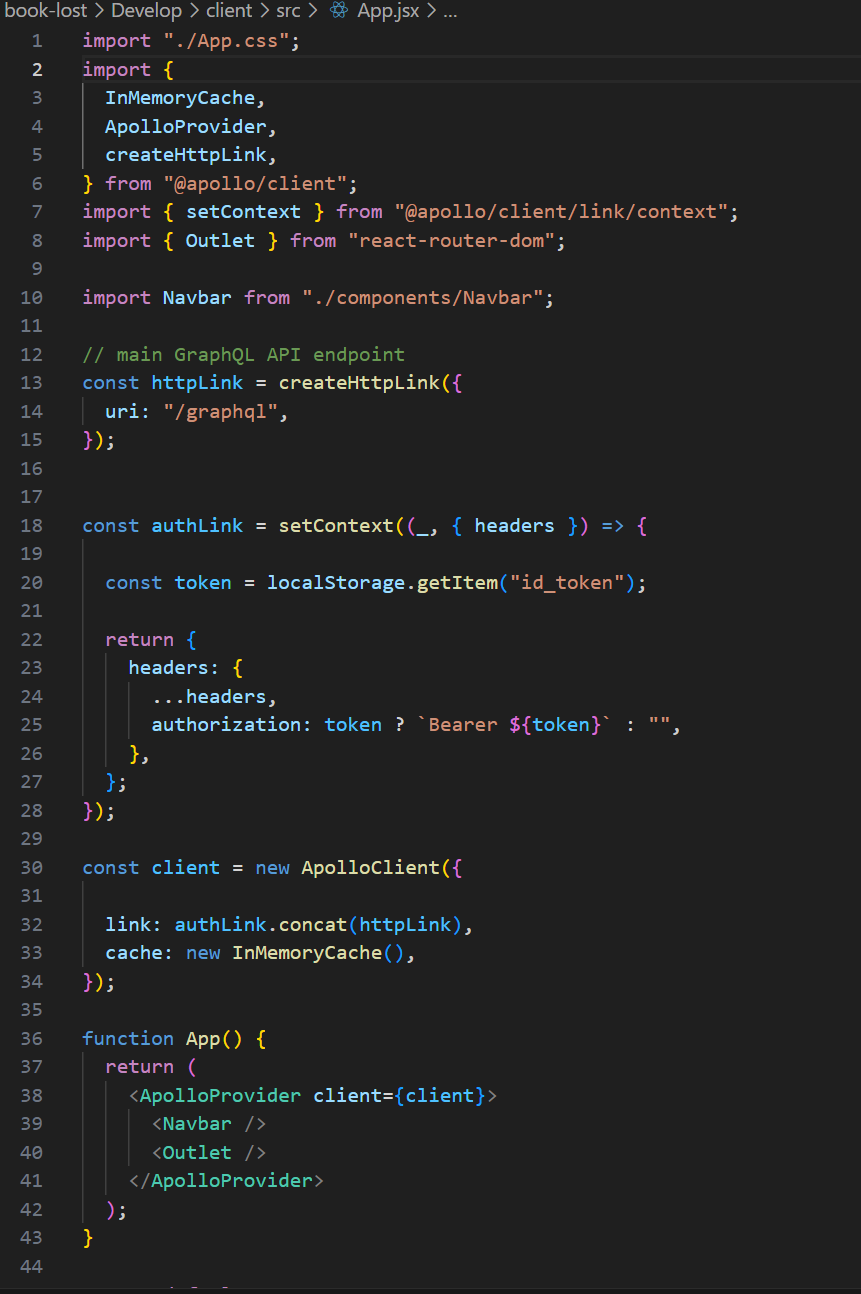 book-lost > Develop > client > src > App.jsx > ...
1 import "./App.css";
2 import {
3   InMemoryCache,
4   ApolloProvider,
5   createHttpLink,
6 } from "@apollo/client";
7 import { setContext } from "@apollo/client/link/context";
8 import { Outlet } from "react-router-dom";
9
10 import Navbar from "./components/Navbar";
11
12 // main GraphQL API endpoint
13 const httpLink = createHttpLink({
14   uri: "/graphql",
15 });
16
17
18 const authLink = setContext((_, { headers }) => {
19
20   const token = localStorage.getItem("id_token");
21
22   return {
23     headers: {
24       ...headers,
25       authorization: token ? `Bearer ${token}` : "",
26     },
27   };
28 });
29
30 const client = new ApolloClient({
31
32   link: authLink.concat(httpLink),
33   cache: new InMemoryCache(),
34 });
35
36 function App() {
37   return (
38     <ApolloProvider client={client}>
39       <Navbar />
40       <Outlet />
41     </ApolloProvider>
42   );
43 }
44